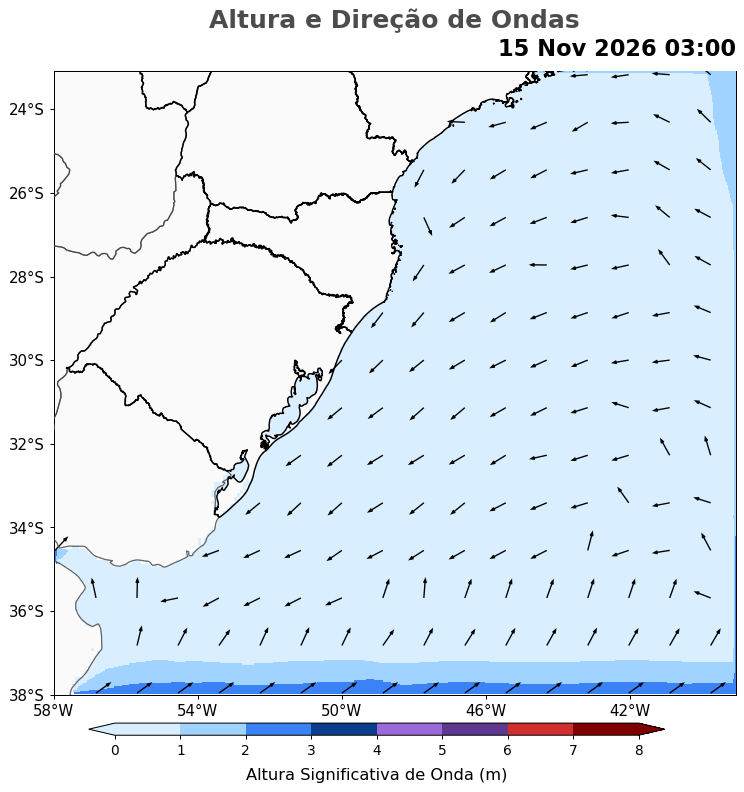 Altura e Direção de Ondas
15 Nov 2026 03:00
24°S
26°S
28°S
30°S
32°S
34°S
36°S
38°S
58°W 54°W 50°W 46°W 42°W
0 1 2 3 4 5 6 7 8
Altura Significativa de Onda (m)